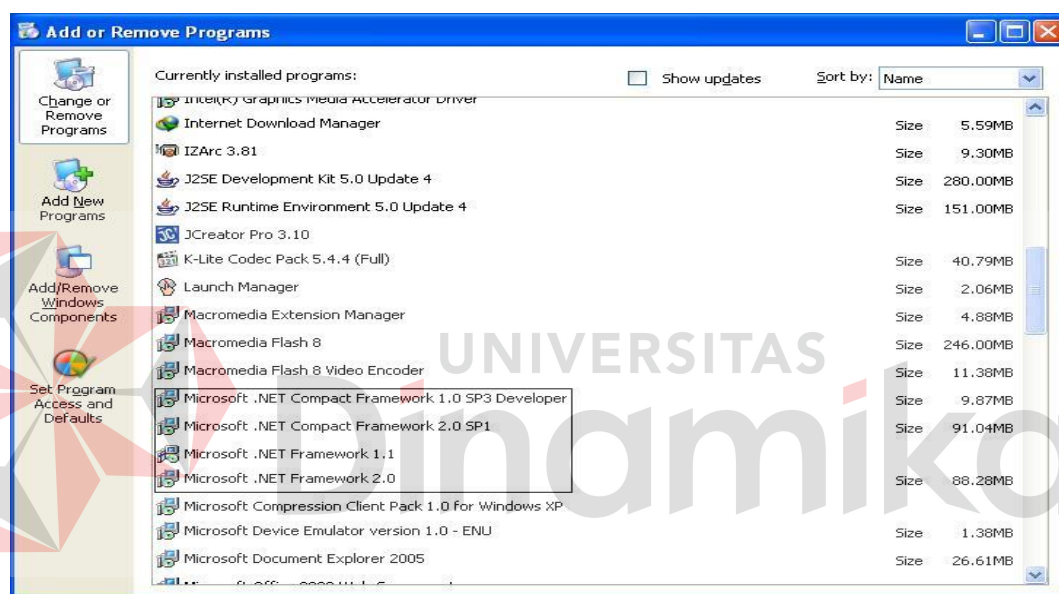 Add or Remove Programs
Change or Remove Programs
Add New Programs
Add/Remove Windows Components
Set Program Access and Defaults
Currently installed programs:
Show updates
Sort by: Name
Intel(R) Graphics Media Accelerator Driver
Internet Download Manager Size 5.59MB
IZArc 3.81 Size 9.30MB
J2SE Development Kit 5.0 Update 4 Size 280.00MB
J2SE Runtime Environment 5.0 Update 4 Size 151.00MB
JCreator Pro 3.10
K-Lite Codec Pack 5.4.4 (Full) Size 40.79MB
Launch Manager Size 2.06MB
Macromedia Extension Manager Size 4.88MB
Macromedia Flash 8 Size 246.00MB
Macromedia Flash 8 Video Encoder Size 11.38MB
Microsoft .NET Compact Framework 1.0 SP3 Developer Size 9.87MB
Microsoft .NET Compact Framework 2.0 SP1 Size 91.04MB
Microsoft .NET Framework 1.1
Microsoft .NET Framework 2.0 Size 88.28MB
Microsoft Compression Client Pack 1.0 for Windows XP
Microsoft Device Emulator version 1.0 - ENU Size 1.38MB
Microsoft Document Explorer 2005 Size 26.61MB
UNIVERSITAS
Dinamika